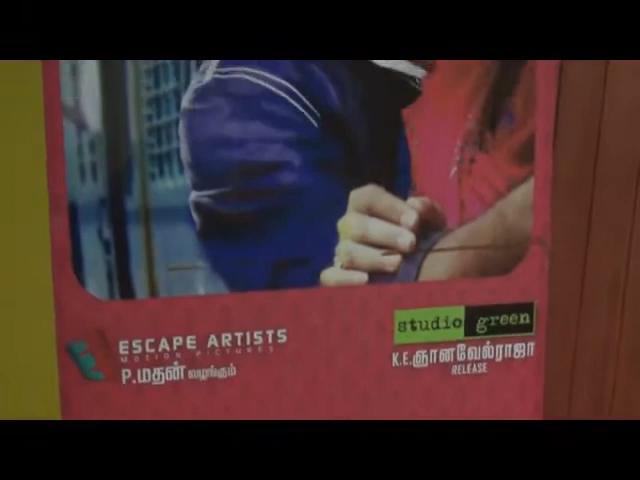 ESCAPE ARTISTS
MOTION PICTURES
P.மதன் வழங்கும்
studio green
K.E.ஞானவேல்ராஜா
RELEASE